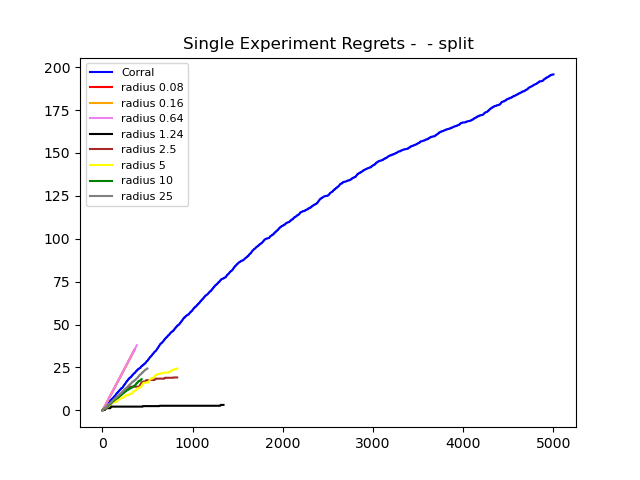 Single Experiment Regrets -  - split
200
175
150
125
100
75
50
25
0
Corral
radius 0.08
radius 0.16
radius 0.64
radius 1.24
radius 2.5
radius 5
radius 10
radius 25
0 1000 2000 3000 4000 5000